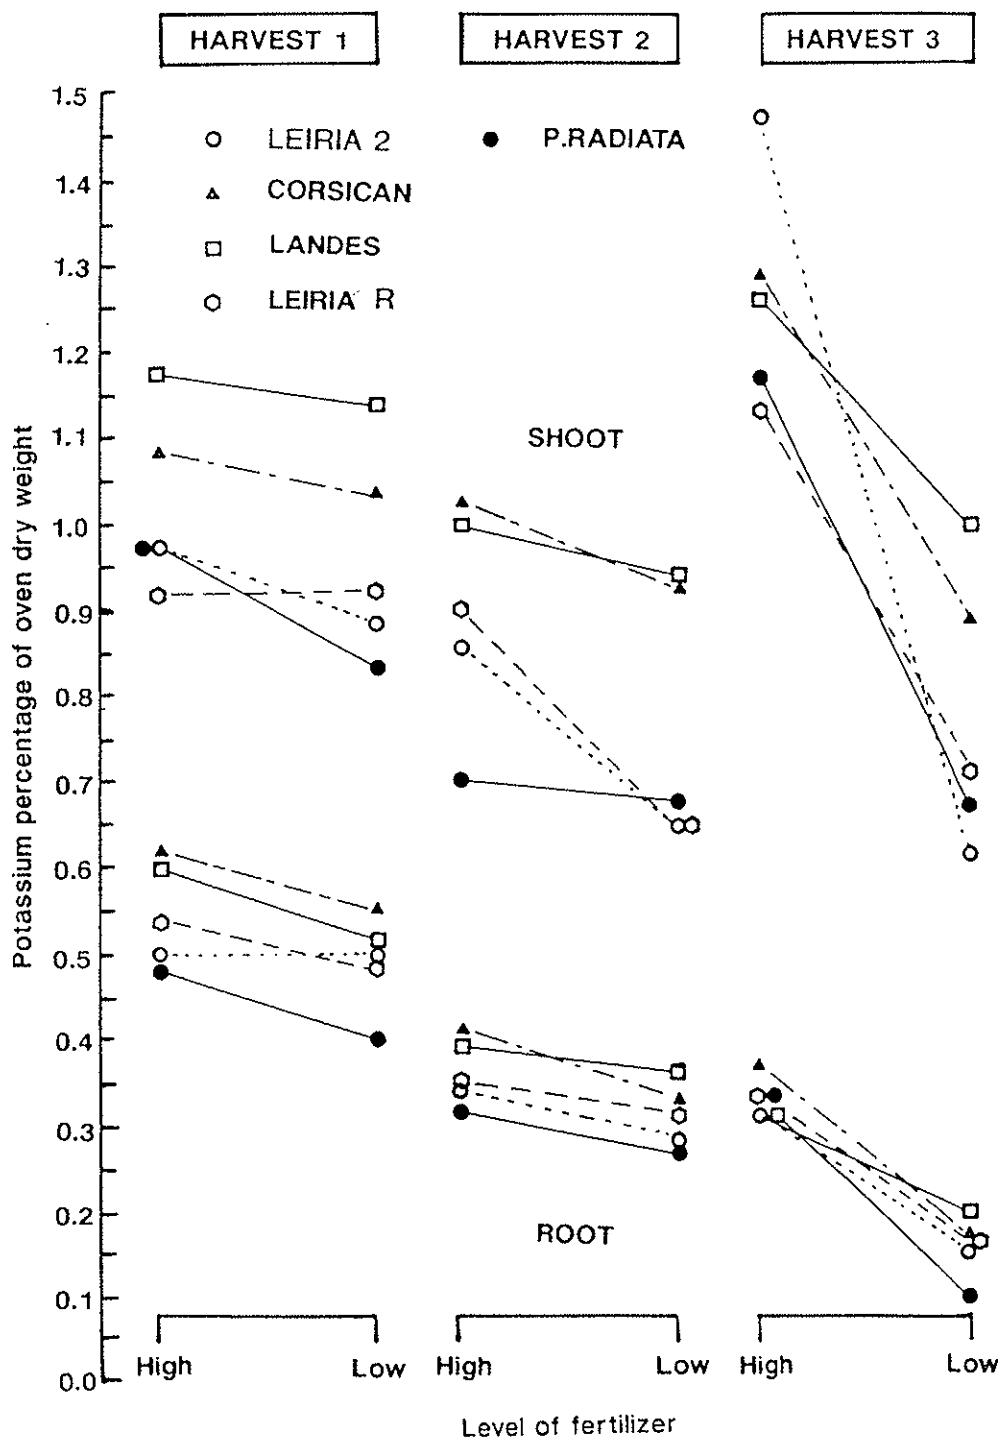 HARVEST 1
HARVEST 2
HARVEST 3
1.5
1.4
1.3
1.2
1.1
1.0
0.9
0.8
0.7
0.6
0.5
0.4
0.3
0.2
0.1
0.0
Potassium percentage of oven dry weight
LEIRIA 2
CORSICAN
LANDES
LEIRIA R
P.RADIATA
SHOOT
ROOT
High
Low
High
Low
High
Low
Level of fertilizer